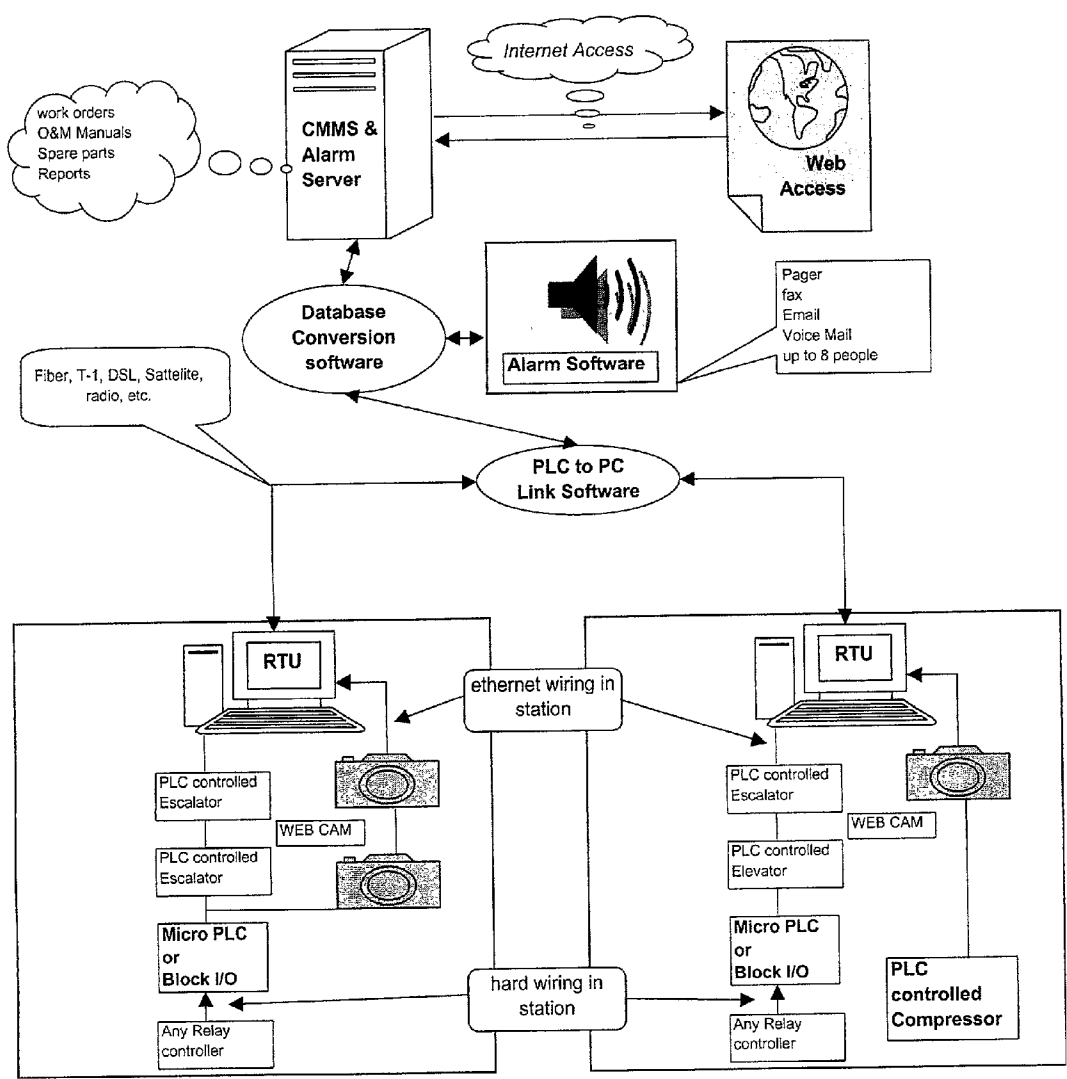 Internet Access
work orders
O&M Manuals
Spare parts
Reports
CMMS &
Alarm
Server
Web
Access
Database
Conversion
software
Alarm Software
Pager
fax
Email
Voice Mail
up to 8 people
Fiber, T-1, DSL, Sattelite,
radio, etc.
PLC to PC
Link Software
RTU
RTU
ethernet wiring in
station
PLC controlled
Escalator
WEB CAM
PLC controlled
Escalator
Micro PLC
or
Block I/O
Any Relay
controller
PLC controlled
Escalator
WEB CAM
PLC controlled
Elevator
Micro PLC
or
Block I/O
PLC
controlled
Compressor
hard wiring in
station
Any Relay
controller